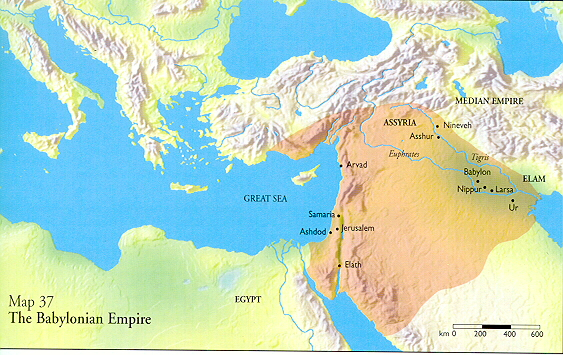 MEDIAN EMPIRE
ASSYRIA
Nineveh
Asshur
Tigris
Euphrates
Arvad
Babylon
ELAM
Nippur
Larsa
Ur
GREAT SEA
Samaria
Jerusalem
Ashdod
Elath
EGYPT
Map 37
The Babylonian Empire
km 0 200 400 600